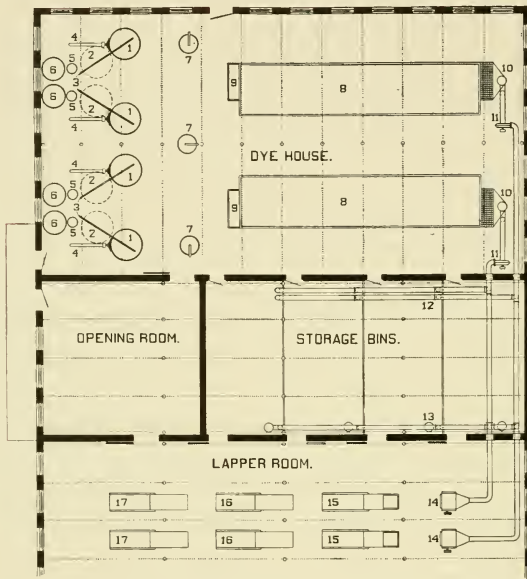 4 1 7 10
5 2 9 8
6 3
6 5 11
4 2 1
DYE HOUSE.
4 1 7
2 10
6 5 9 8
3
6 5 2
4 1 7 11
12
OPENING ROOM. STORAGE BINS.
13
LAPPER ROOM.
17 16 15 14
17 16 15 14